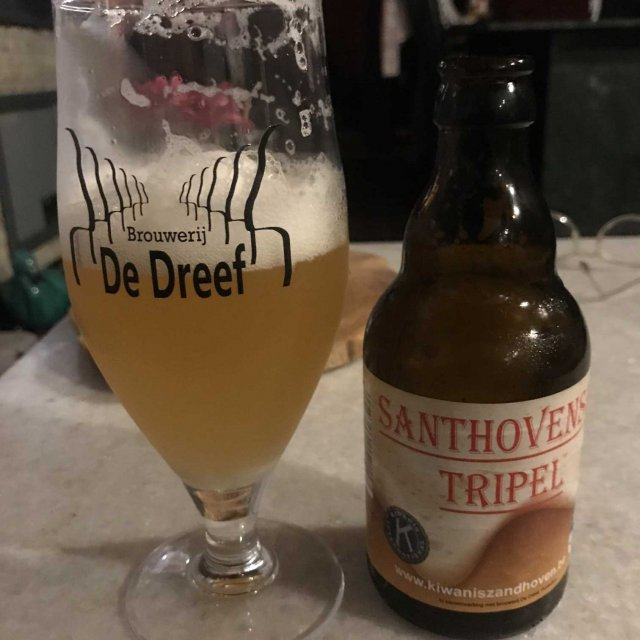 Brouwerij
De Dreef
SANTHOVENS
TRIPEL
K
www.kiwaniszandhoven.be